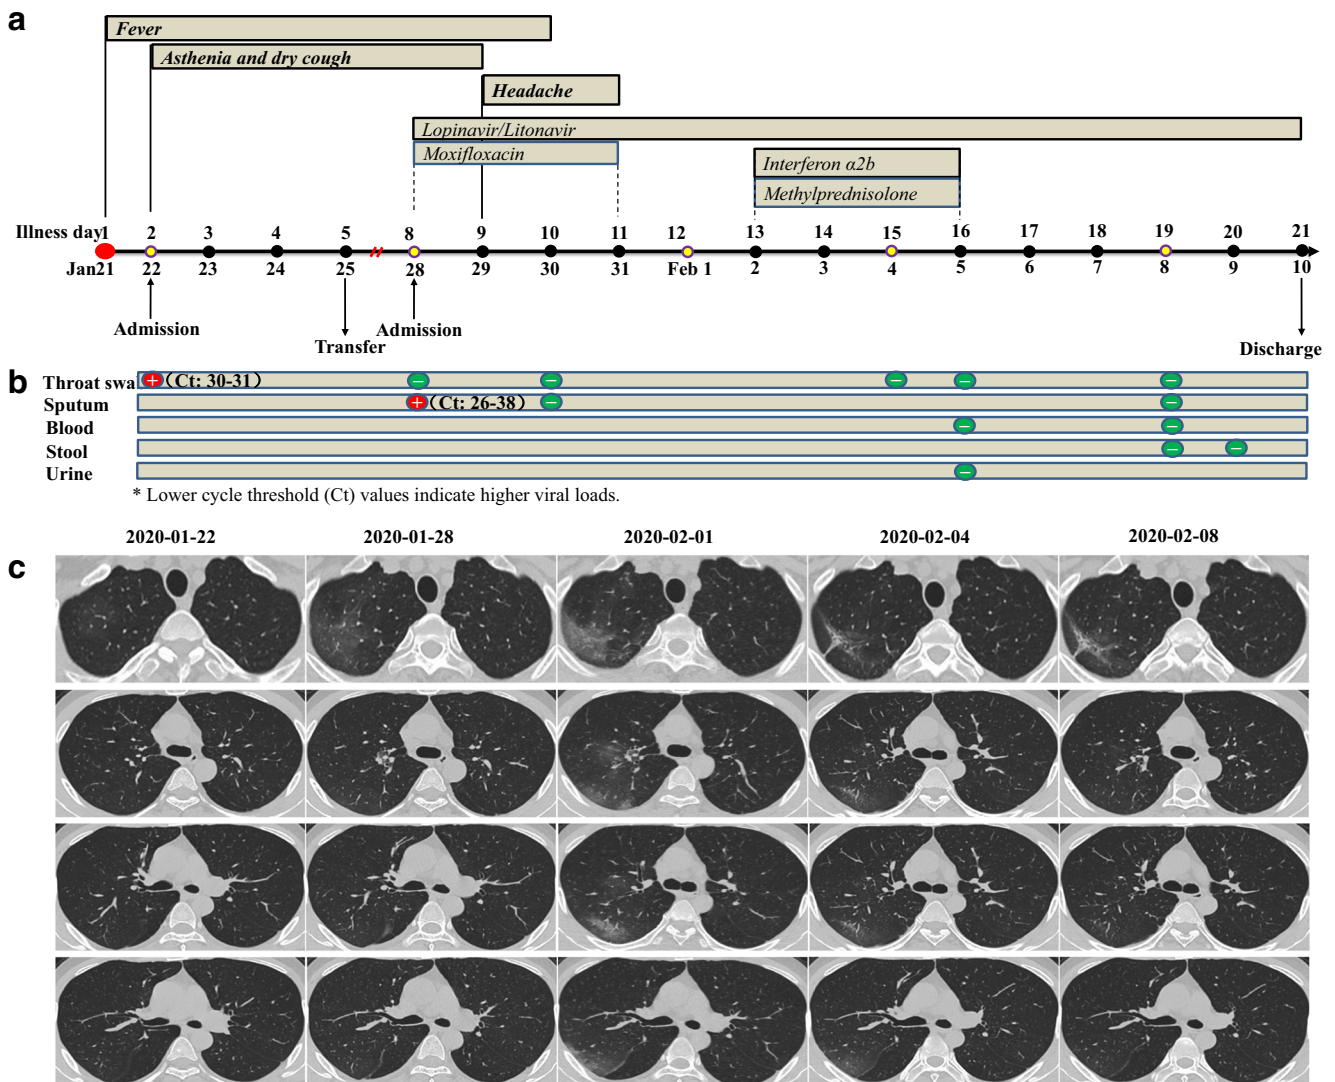 a
Fever
Asthenia and dry cough
Headache
Lopinavir/Litonavir
Moxifloxacin
Interferon α2b
Methylprednisolone
Illness day 1 2 3 4 5 8 9 10 11 12 13 14 15 16 17 18 19 20 21
Jan21 22 23 24 25 28 29 30 31 Feb 1 2 3 4 5 6 7 8 9 10
Admission
Admission
Transfer
Discharge
b
Throat swa + (Ct: 30-31) − − − − −
Sputum + (Ct: 26-38) − −
Blood − −
Stool − −
Urine −
* Lower cycle threshold (Ct) values indicate higher viral loads.
2020-01-22 2020-01-28 2020-02-01 2020-02-04 2020-02-08
c